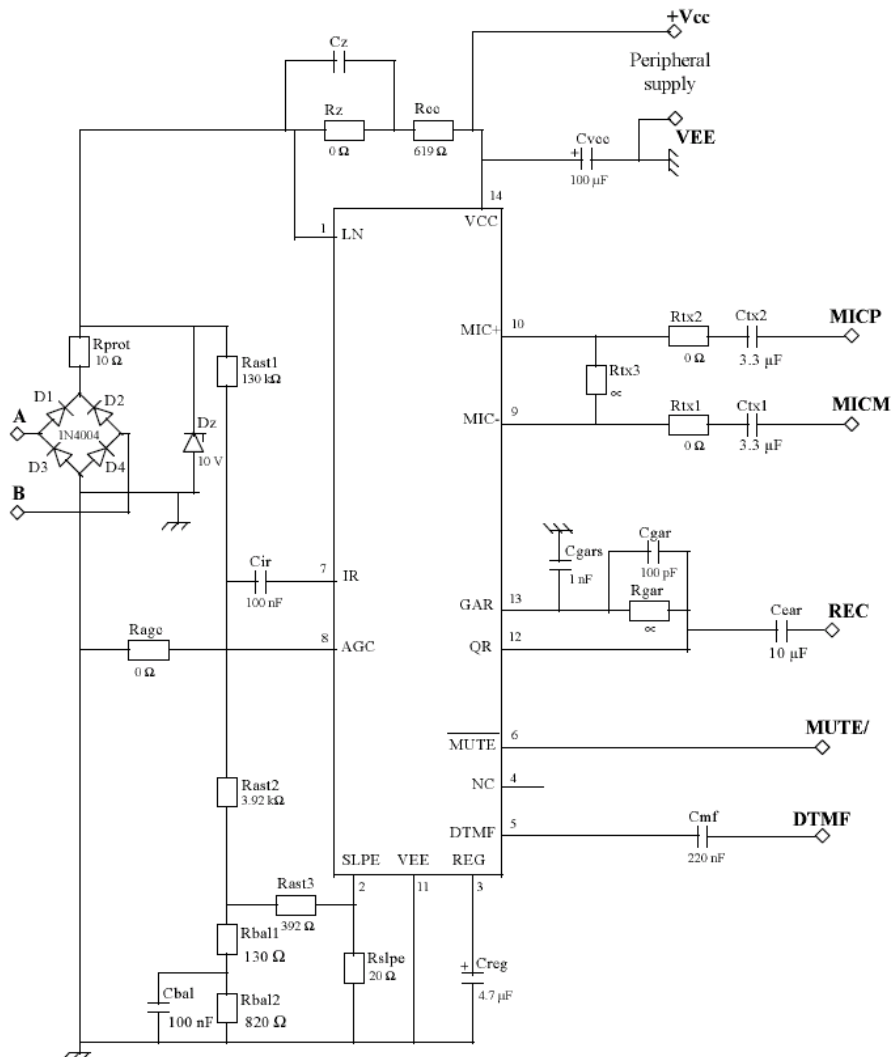 +Vcc
Cz
Peripheral
supply
Rz
Rcc
VEE
0 Ω
619 Ω
Cvcc
+
100 µF
14
VCC
1
LN
10
MIC+
Rtx2
Ctx2
MICP
0 Ω
3.3 µF
Rprot
10 Ω
Rast1
130 kΩ
Rtx3
∝
D1
D2
A
1N4004
Dz
10 V
9
MIC-
Rtx1
Ctx1
MICM
0 Ω
3.3 µF
D3
D4
B
Cir
7
IR
100 nF
Cgars
1 nF
Cgar
100 pF
GAR
13
Rgar
∝
Cear
REC
10 µF
Ragc
8
AGC
0 Ω
QR
12
MUTE
6
MUTE/
Rast2
3.92 kΩ
NC
4
DTMF
5
Cmf
DTMF
220 nF
SLPE
VEE
REG
2
11
3
Rast3
392 Ω
Rbal1
130 Ω
Rslpe
20 Ω
+
Creg
4.7 µF
Cbal
100 nF
Rbal2
820 Ω